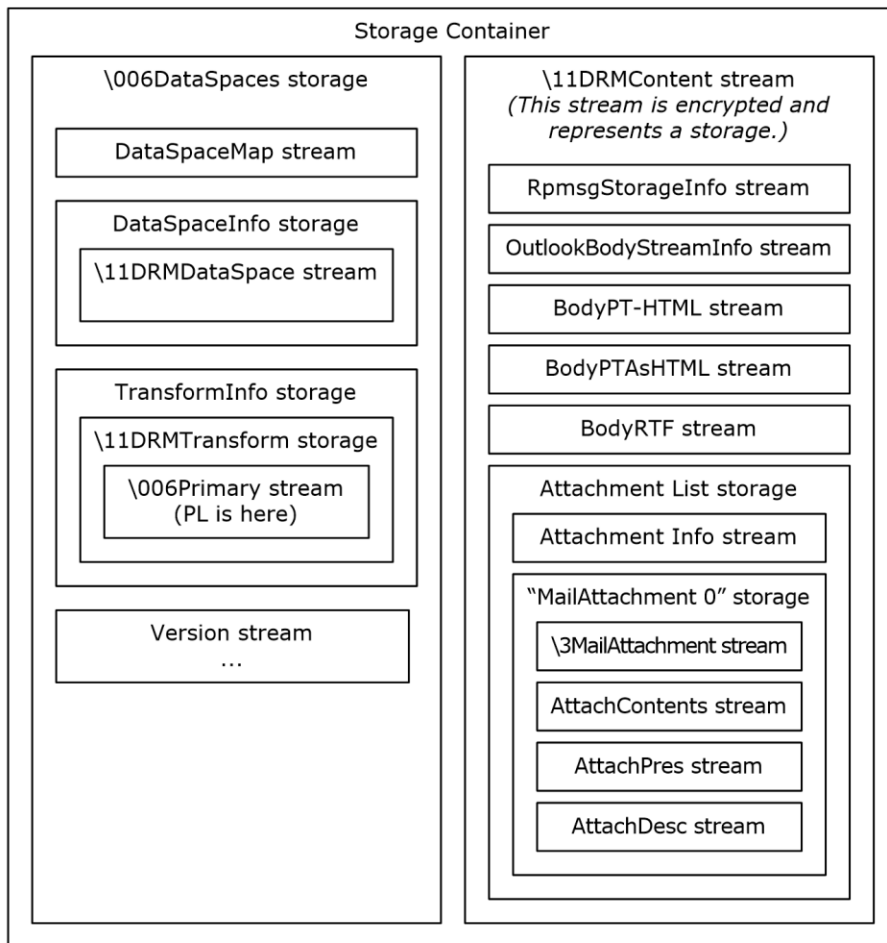 Storage Container
\006DataSpaces storage
DataSpaceMap stream
DataSpaceInfo storage
\11DRMDataSpace stream
TransformInfo storage
\11DRMTransform storage
\006Primary stream
(PL is here)
Version stream
...
\11DRMContent stream
(This stream is encrypted and
represents a storage.)
RpmsgStorageInfo stream
OutlookBodyStreamInfo stream
BodyPT-HTML stream
BodyPTAsHTML stream
BodyRTF stream
Attachment List storage
Attachment Info stream
“MailAttachment 0” storage
\3MailAttachment stream
AttachContents stream
AttachPres stream
AttachDesc stream